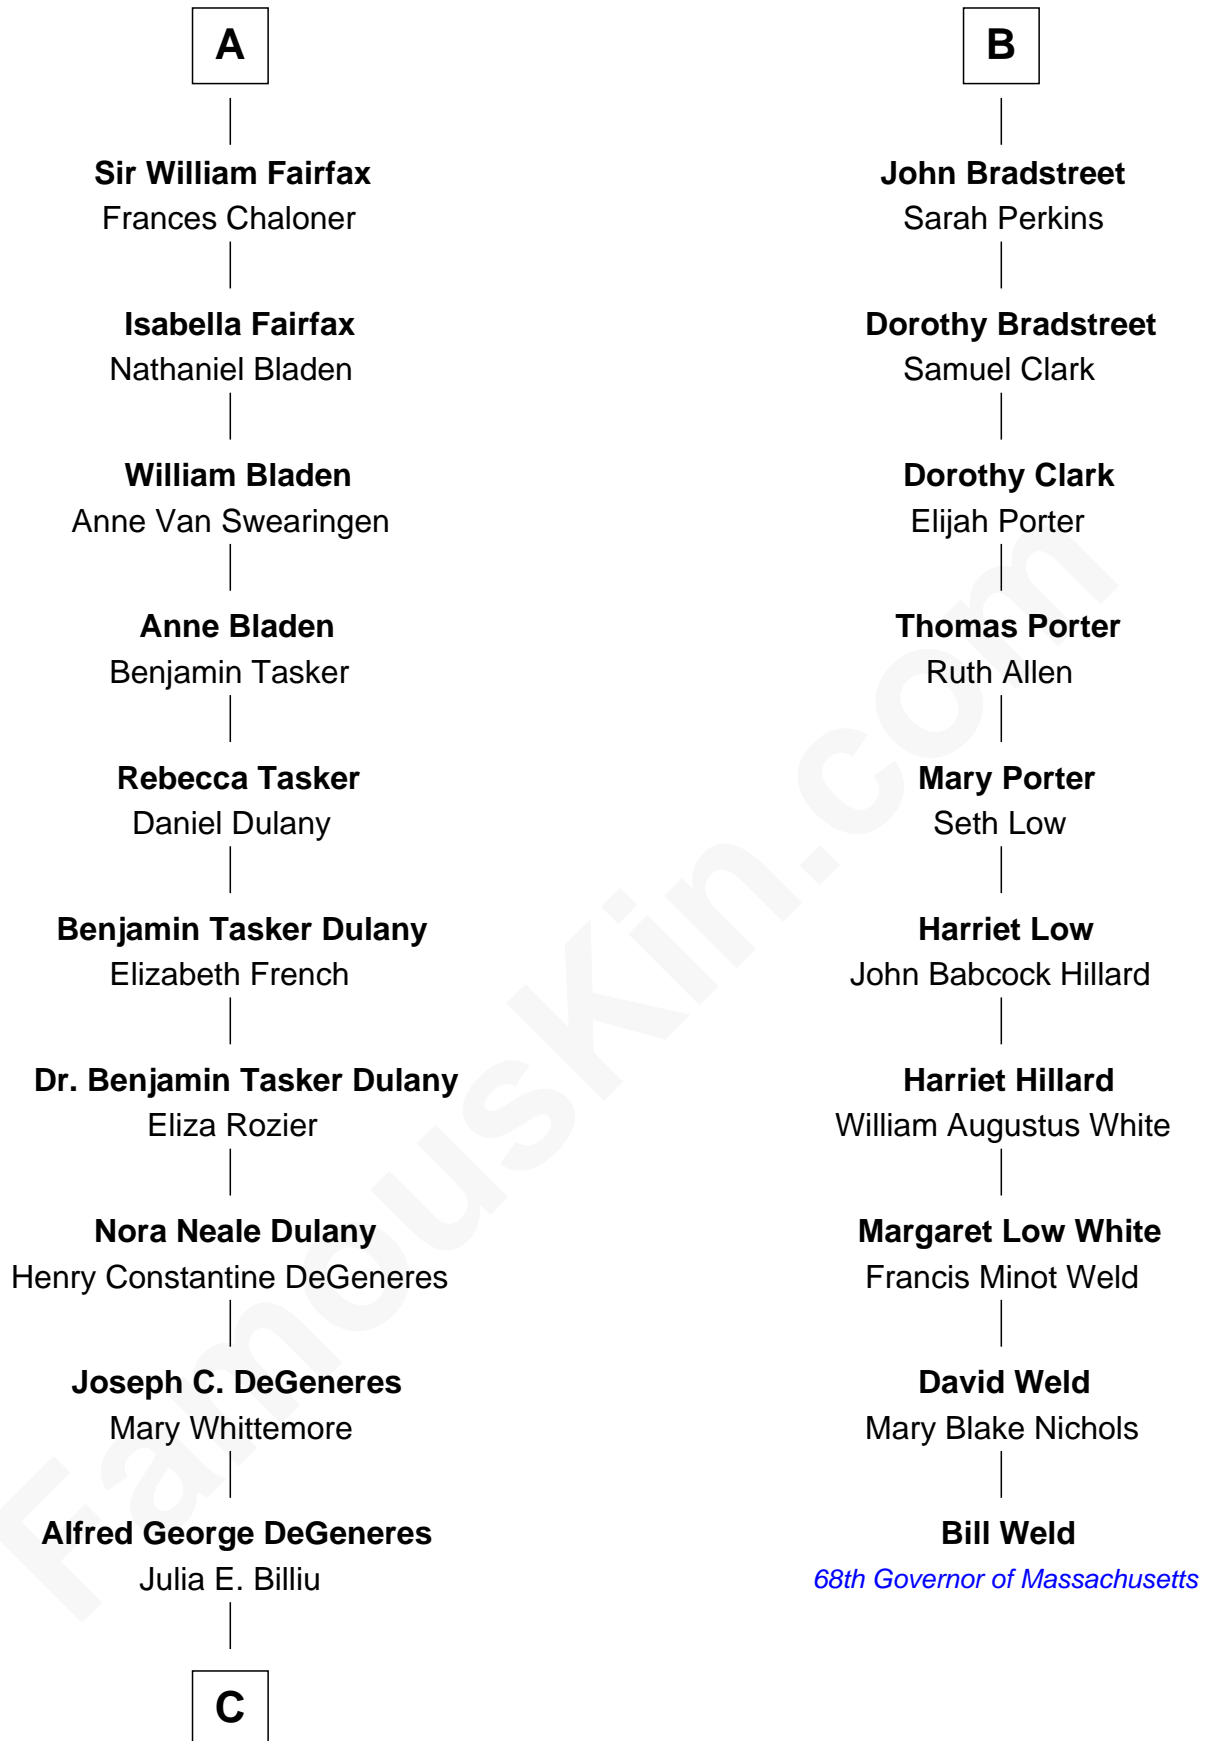 A
Sir William Fairfax
Frances Chaloner
Isabella Fairfax
Nathaniel Bladen
William Bladen
Anne Van Swearingen
Anne Bladen
Benjamin Tasker
Rebecca Tasker
Daniel Dulany
Benjamin Tasker Dulany
Elizabeth French
Dr. Benjamin Tasker Dulany
Eliza Rozier
Nora Neale Dulany
Henry Constantine DeGeneres
Joseph C. DeGeneres
Mary Whittemore
Alfred George DeGeneres
Julia E. Billiu
C
B
John Bradstreet
Sarah Perkins
Dorothy Bradstreet
Samuel Clark
Dorothy Clark
Elijah Porter
Thomas Porter
Ruth Allen
Mary Porter
Seth Low
Harriet Low
John Babcock Hillard
Harriet Hillard
William Augustus White
Margaret Low White
Francis Minot Weld
David Weld
Mary Blake Nichols
Bill Weld
68th Governor of Massachusetts
FamousKin.com